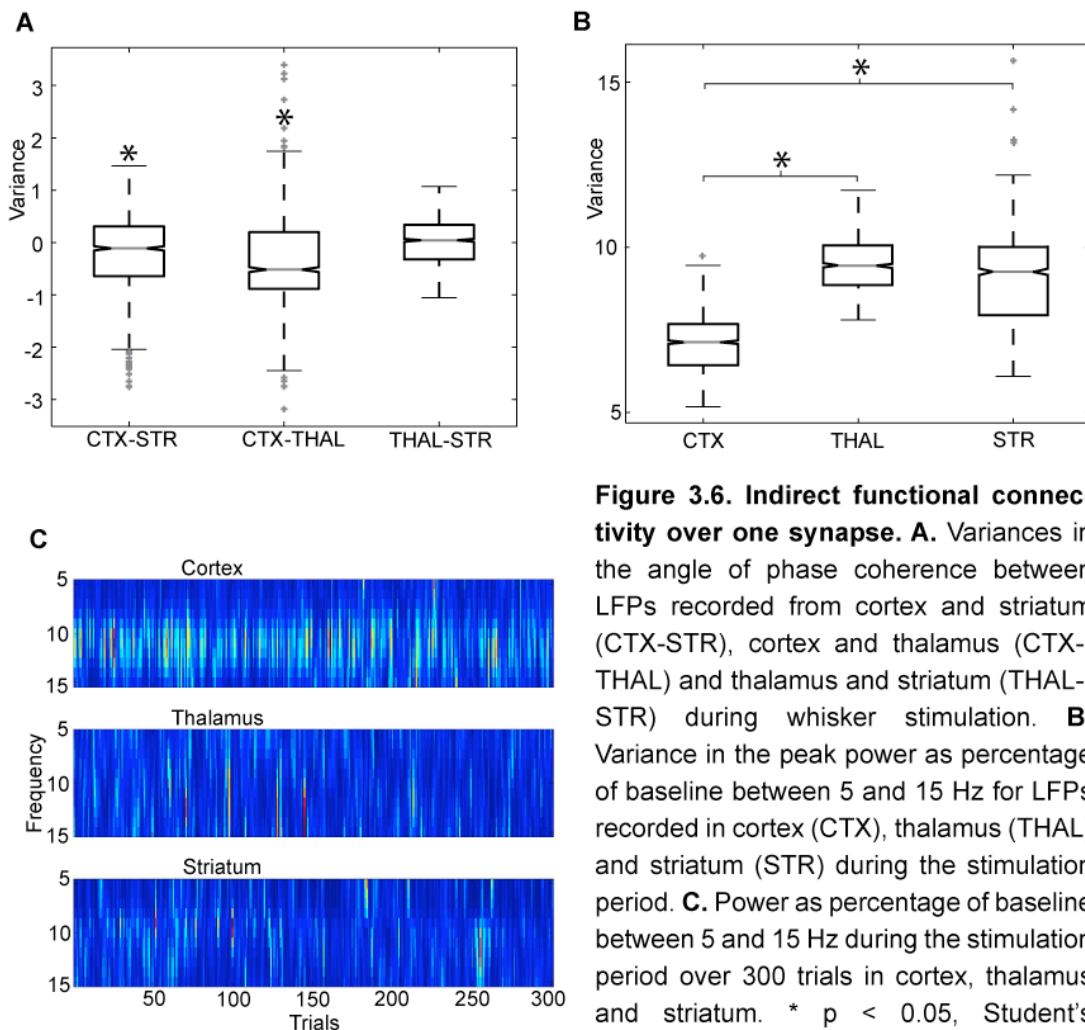 A
Variance
3
2
1
0
-1
-2
-3
*
*
CTX-STR
CTX-THAL
THAL-STR
B
Variance
15
10
5
*
*
CTX
THAL
STR
C
Cortex
5
10
15
Thalamus
5
10
15
Frequency
Striatum
5
10
15
50
100
150
200
250
300
Trials
Figure 3.6. Indirect functional connec
tivity over one synapse. A. Variances in
the angle of phase coherence between
LFPs recorded from cortex and striatum
(CTX-STR), cortex and thalamus (CTX-
THAL) and thalamus and striatum (THAL-
STR) during whisker stimulation. B
Variance in the peak power as percentage
of baseline between 5 and 15 Hz for LFPs
recorded in cortex (CTX), thalamus (THAL
and striatum (STR) during the stimulation
period. C. Power as percentage of baseline
between 5 and 15 Hz during the stimulation
period over 300 trials in cortex, thalamus
and striatum. * p < 0.05, Student's